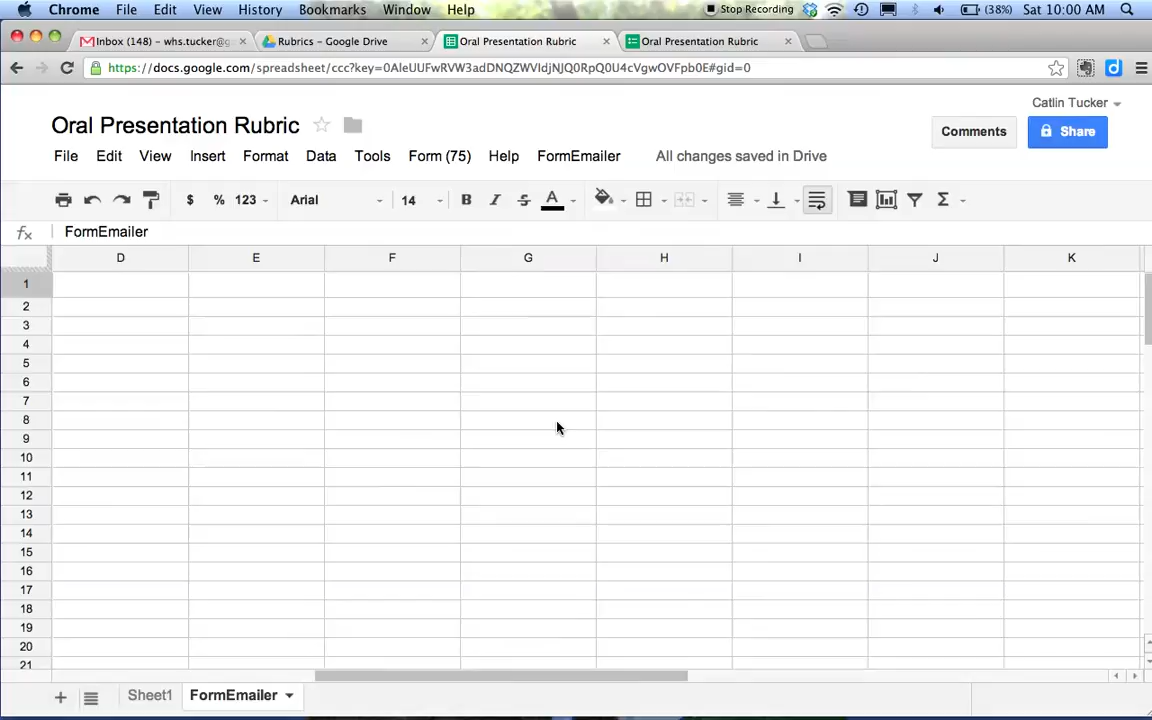 Chrome File Edit View History Bookmarks Window Help Stop Recording (38%) Sat 10:00 AM
Inbox (148) – whs.tucker@g Rubrics – Google Drive Oral Presentation Rubric Oral Presentation Rubric
https://docs.google.com/spreadsheet/ccc?key=0AleUUFwRVW3adDNQZWVIdjNJQ0RpQ0U4cVgwOVFpb0E#gid=0
Catlin Tucker
Oral Presentation Rubric
Comments Share
File Edit View Insert Format Data Tools Form (75) Help FormEmailer All changes saved in Drive
$ % 123 Arial 14 B I S A Σ
fx FormEmailer
D E F G H I J K
1
2
3
4
5
6
7
8
9
10
11
12
13
14
15
16
17
18
19
20
21
+ Sheet1 FormEmailer